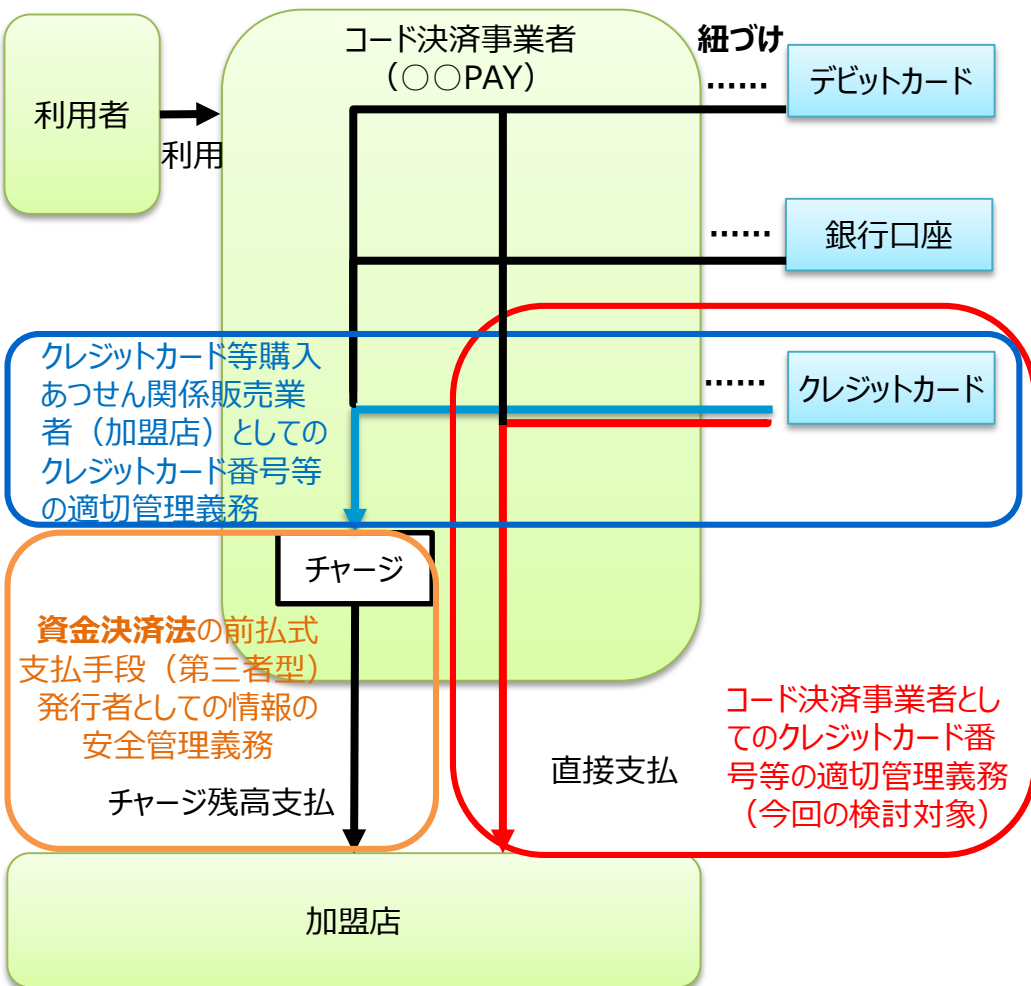 コード決済事業者
（○○PAY）
紐づけ
……
デビットカード
利用者
利用
……
銀行口座
クレジットカード等購入
あつせん関係販売業
者（加盟店）としての
クレジットカード番号等
の適切管理義務
……
クレジットカード
チャージ
資金決済法の前払式
支払手段（第三者型）
発行者としての情報の
安全管理義務
チャージ残高支払
直接支払
コード決済事業者とし
てのクレジットカード番
号等の適切管理義務
（今回の検討対象）
加盟店